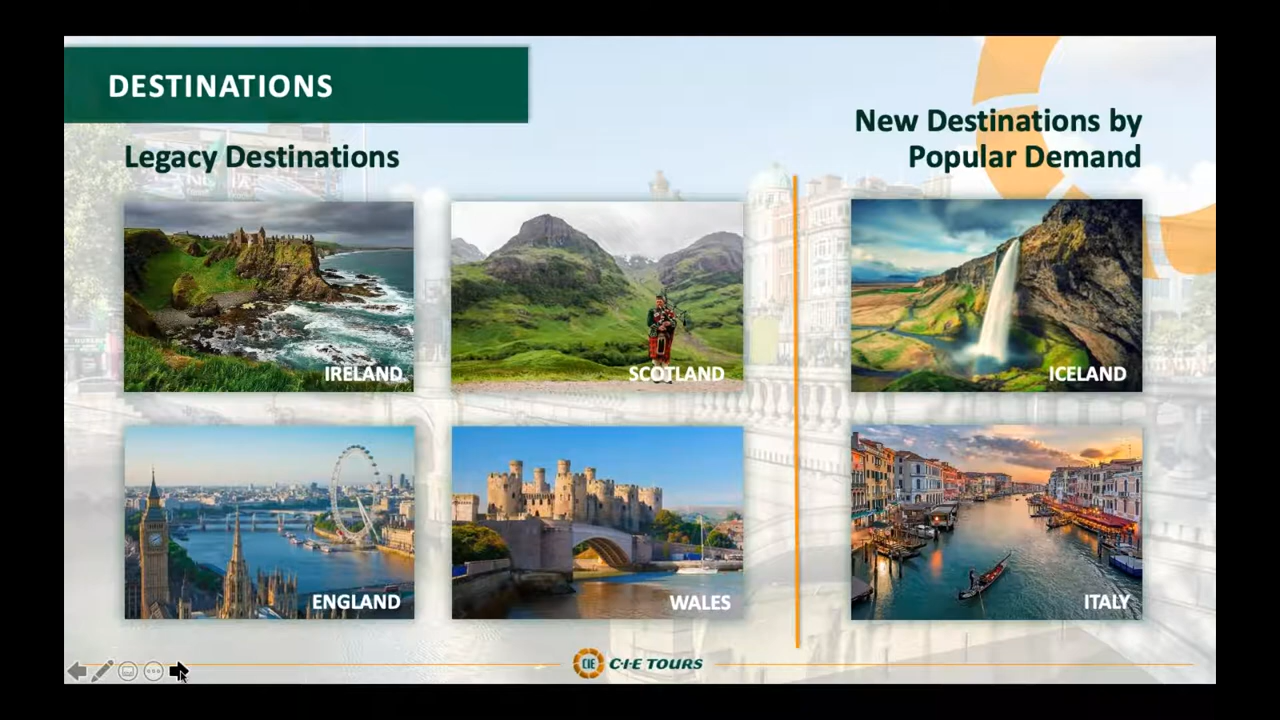 DESTINATIONS
Legacy Destinations
New Destinations by
Popular Demand
IRELAND
SCOTLAND
ICELAND
ENGLAND
WALES
ITALY
CIE
C·I·E TOURS